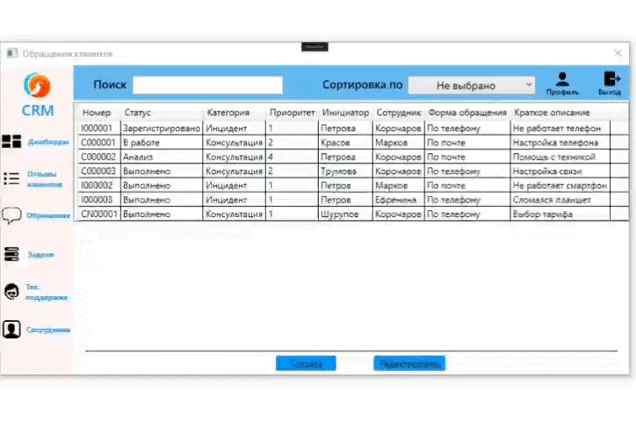 Обращения клиентов
CRM
Поиск
Сортировка по
Не выбрано
Профиль
Выход
Дашборды
Отзывы
клиентов
Обращения
Задачи
Тех.
поддержка
Сотрудники
Номер Статус Категория Приоритет Инициатор Сотрудник Форма обращения Краткое описание
I000001 Зарегистрировано Инцидент 1 Петрова Корочаров По телефону Не работает телефон
C000001 В работе Консультация 2 Красов Марков По почте Настройка телефона
C000002 Анализ Консультация 4 Петрова Корочаров По почте Помощь с техникой
C000003 Выполнено Консультация 2 Трумова Корочаров По телефону Настройка связи
I000002 Выполнено Инцидент 1 Петров Марков По почте Не работает смартфон
I000003 Выполнено Инцидент 1 Петров Ефренина По телефону Сломался планшет
CN00001 Выполнено Консультация 1 Шурупов Корочаров По телефону Выбор тарифа